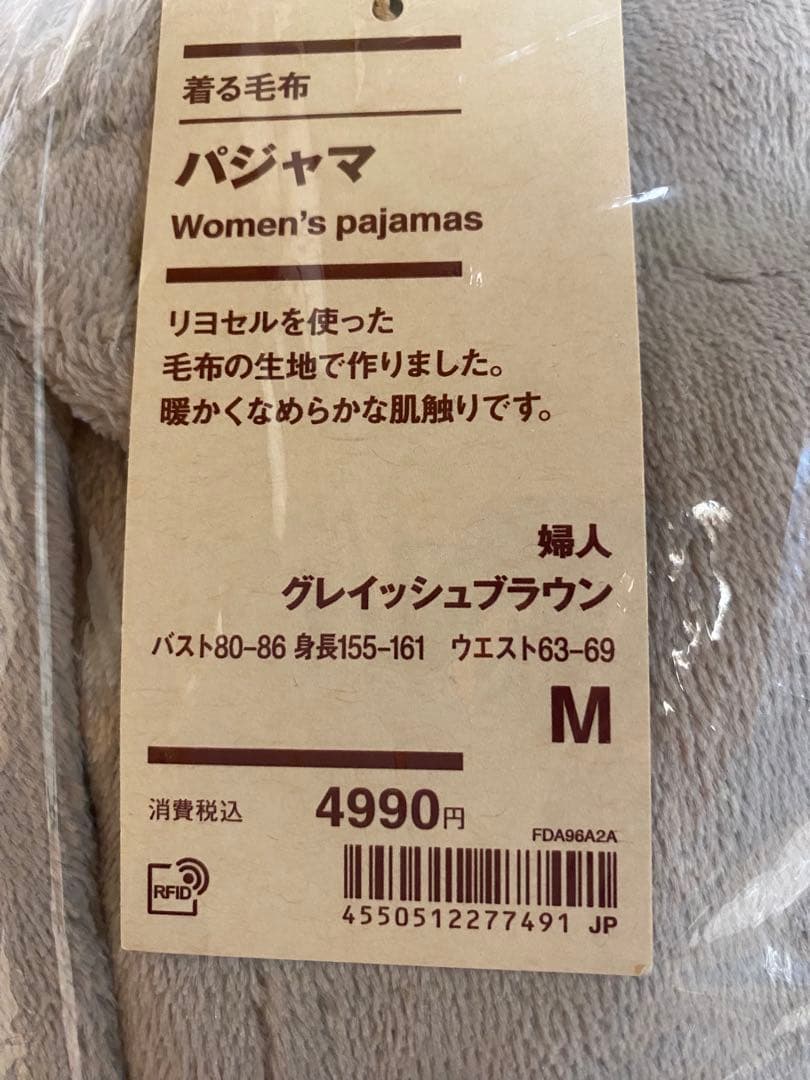 着る毛布
パジャマ
Women's pajamas
リヨセルを使った
毛布の生地で作りました。
暖かくなめらかな肌触りです。
婦人
グレイッシュブラウン
バスト80-86 身長155-161 ウエスト63-69
M
消費税込 4990円
FDA96A2A
RFID
4550512277491 JP